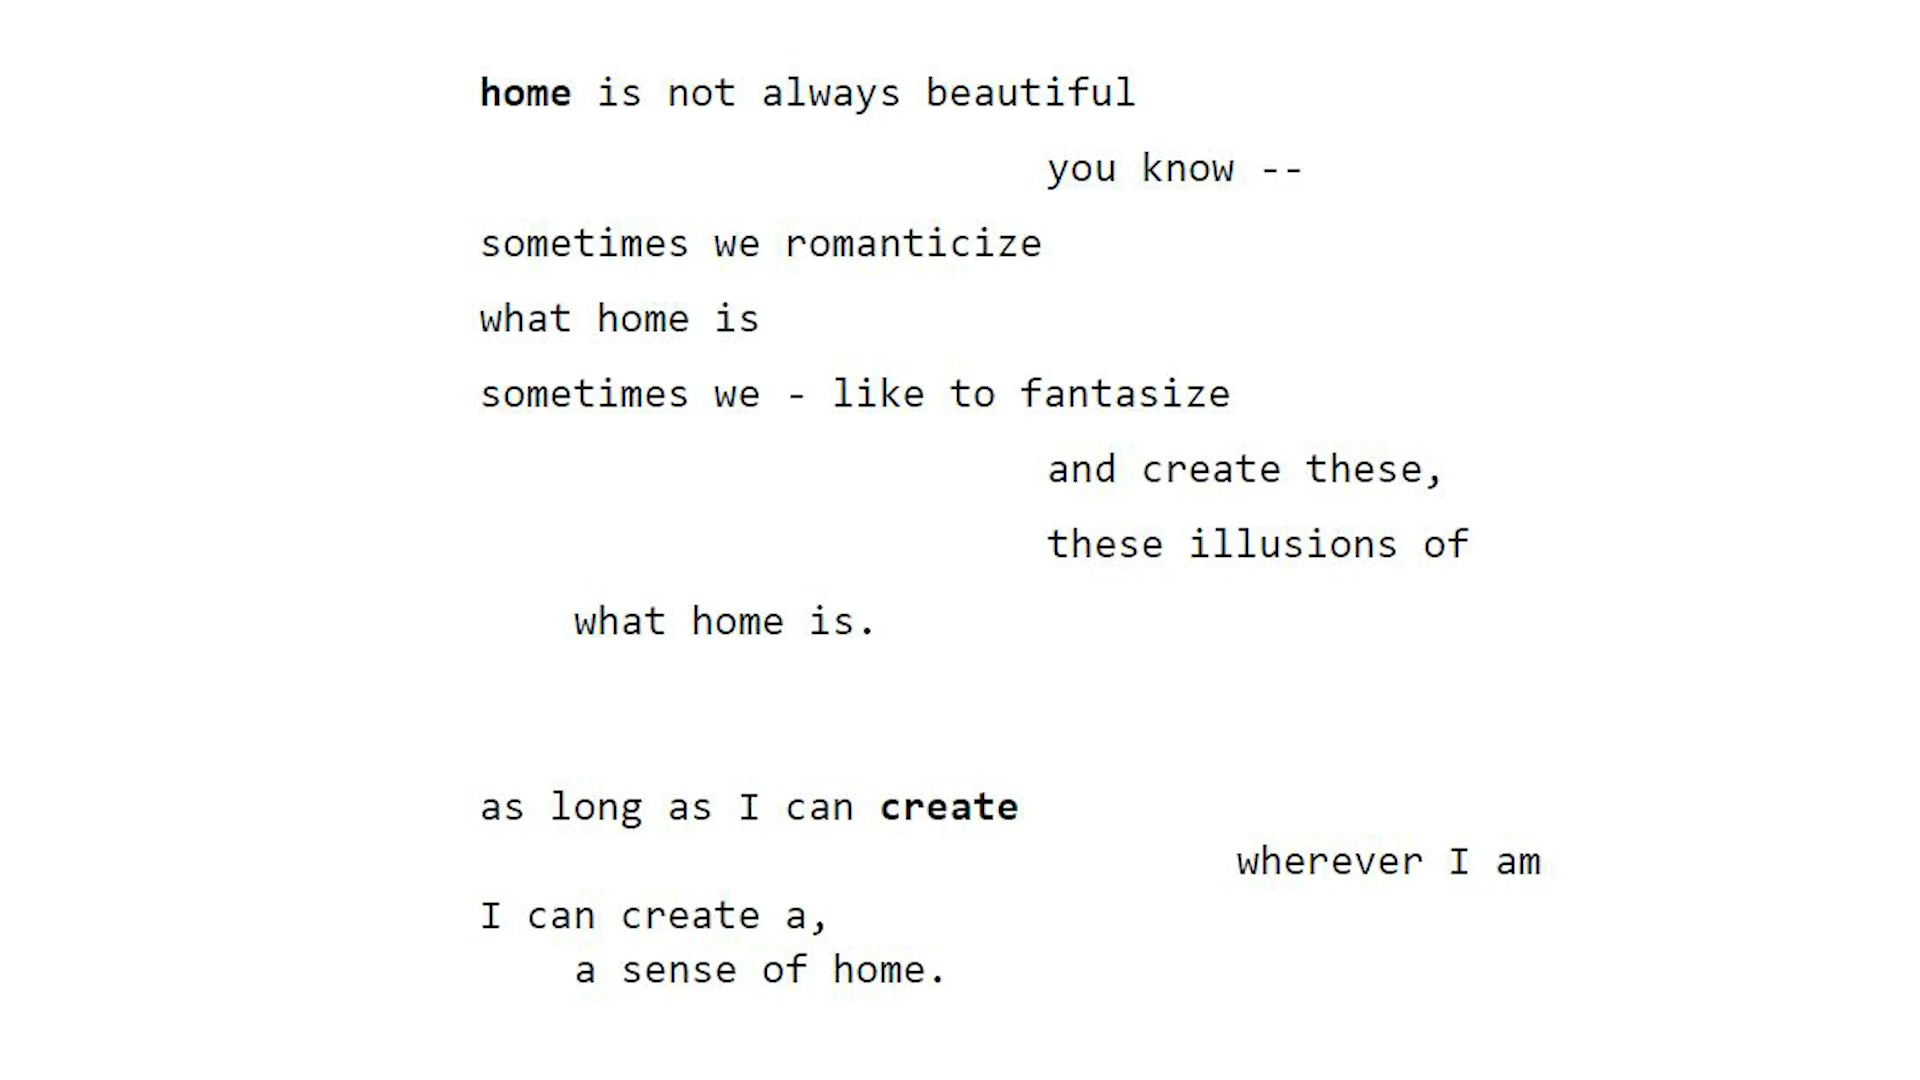 home is not always beautiful
you know --
sometimes we romanticize
what home is
sometimes we - like to fantasize
and create these,
these illusions of
what home is.
as long as I can create
wherever I am
I can create a,
a sense of home.